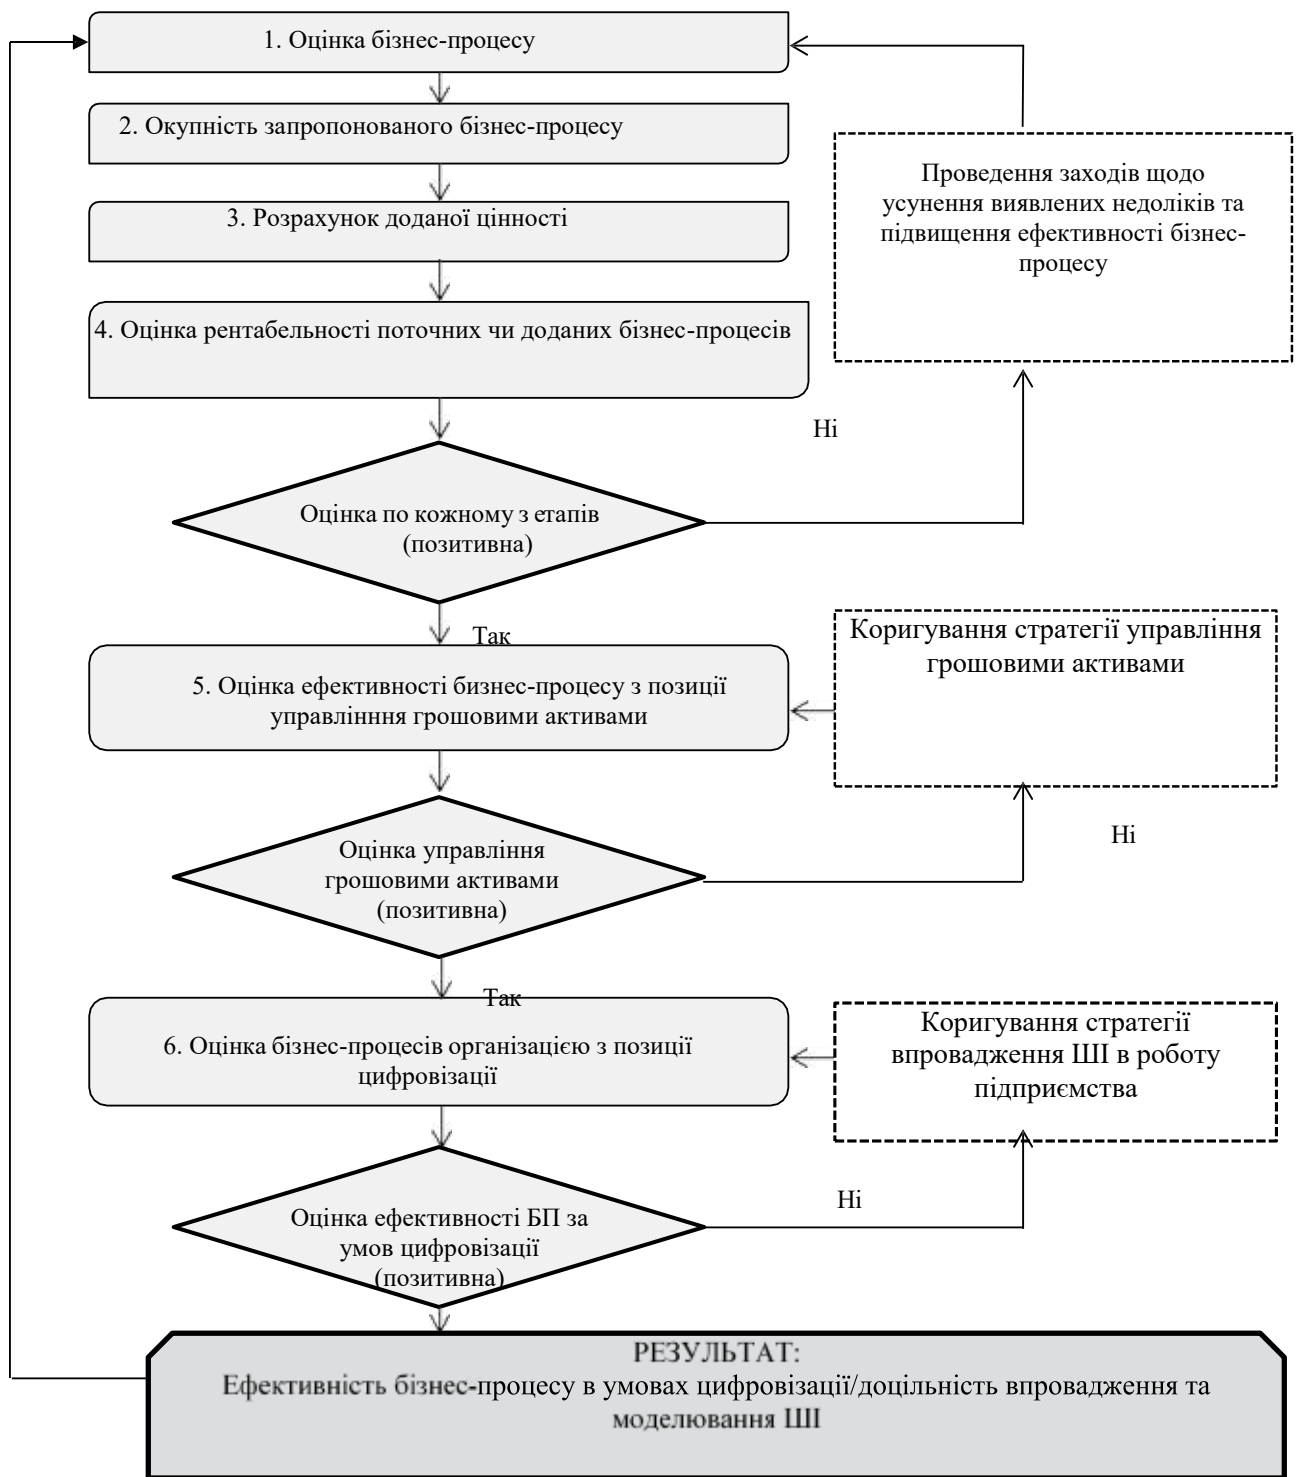 1. Оцінка бізнес-процесу
2. Окупність запропонованого бізнес-процесу
3. Розрахунок доданої цінності
4. Оцінка рентабельності поточних чи доданих бізнес-процесів
Проведення заходів щодо
усунення виявлених недоліків та
підвищення ефективності бізнес-
процесу
Ні
Оцінка по кожному з етапів
(позитивна)
Так
5. Оцінка ефективності бизнес-процесу з позиції
управлінння грошовими активами
Коригування стратегії управління
грошовими активами
Ні
Оцінка управління
грошовими активами
(позитивна)
Так
6. Оцінка бізнес-процесів організацією з позиції
цифровізації
Коригування стратегії
впровадження ШІ в роботу
підприємства
Ні
Оцінка ефективності БП за
умов цифровізації
(позитивна)
РЕЗУЛЬТАТ:
Ефективність бізнес-процесу в умовах цифровізації/доцільність впровадження та
моделювання ШІ